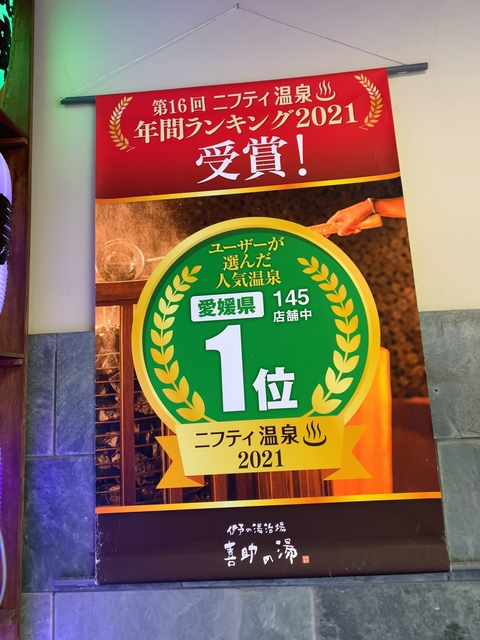 第16回 ニフティ温泉♨
年間ランキング2021
受賞!
ユーザーが
選んだ
人気温泉
愛媛県
145
店舗中
1位
ニフティ温泉♨
2021
伊予の湯治場
喜助の湯